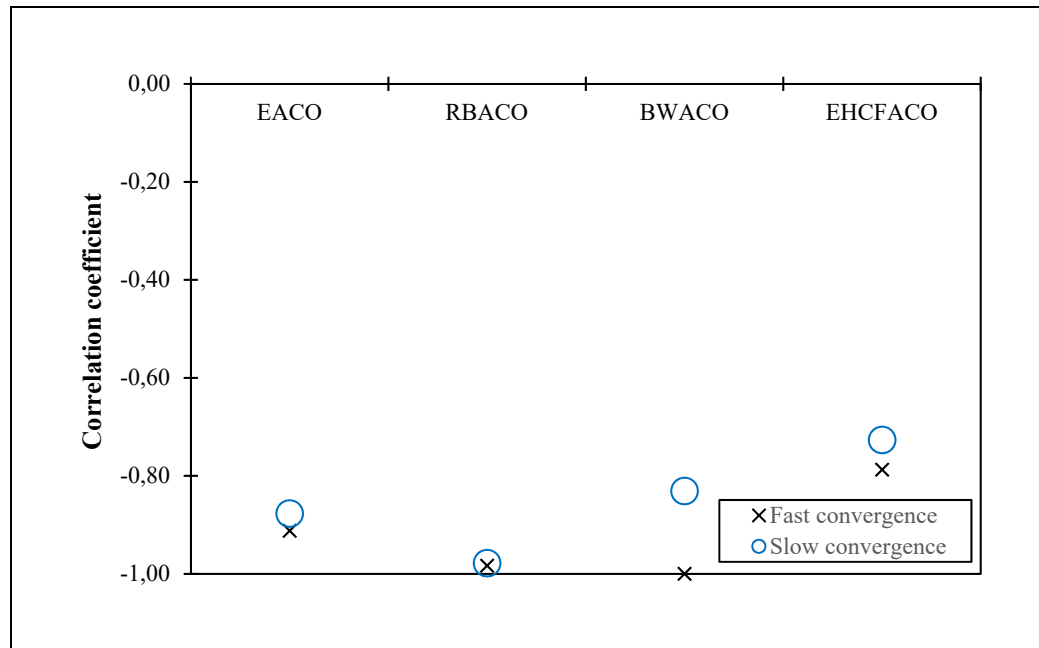 0,00
EACO RBACO BWACO EHCFACO
-0,20
-0,40
-0,60
-0,80
-1,00
Correlation coefficient
Fast convergence
Slow convergence